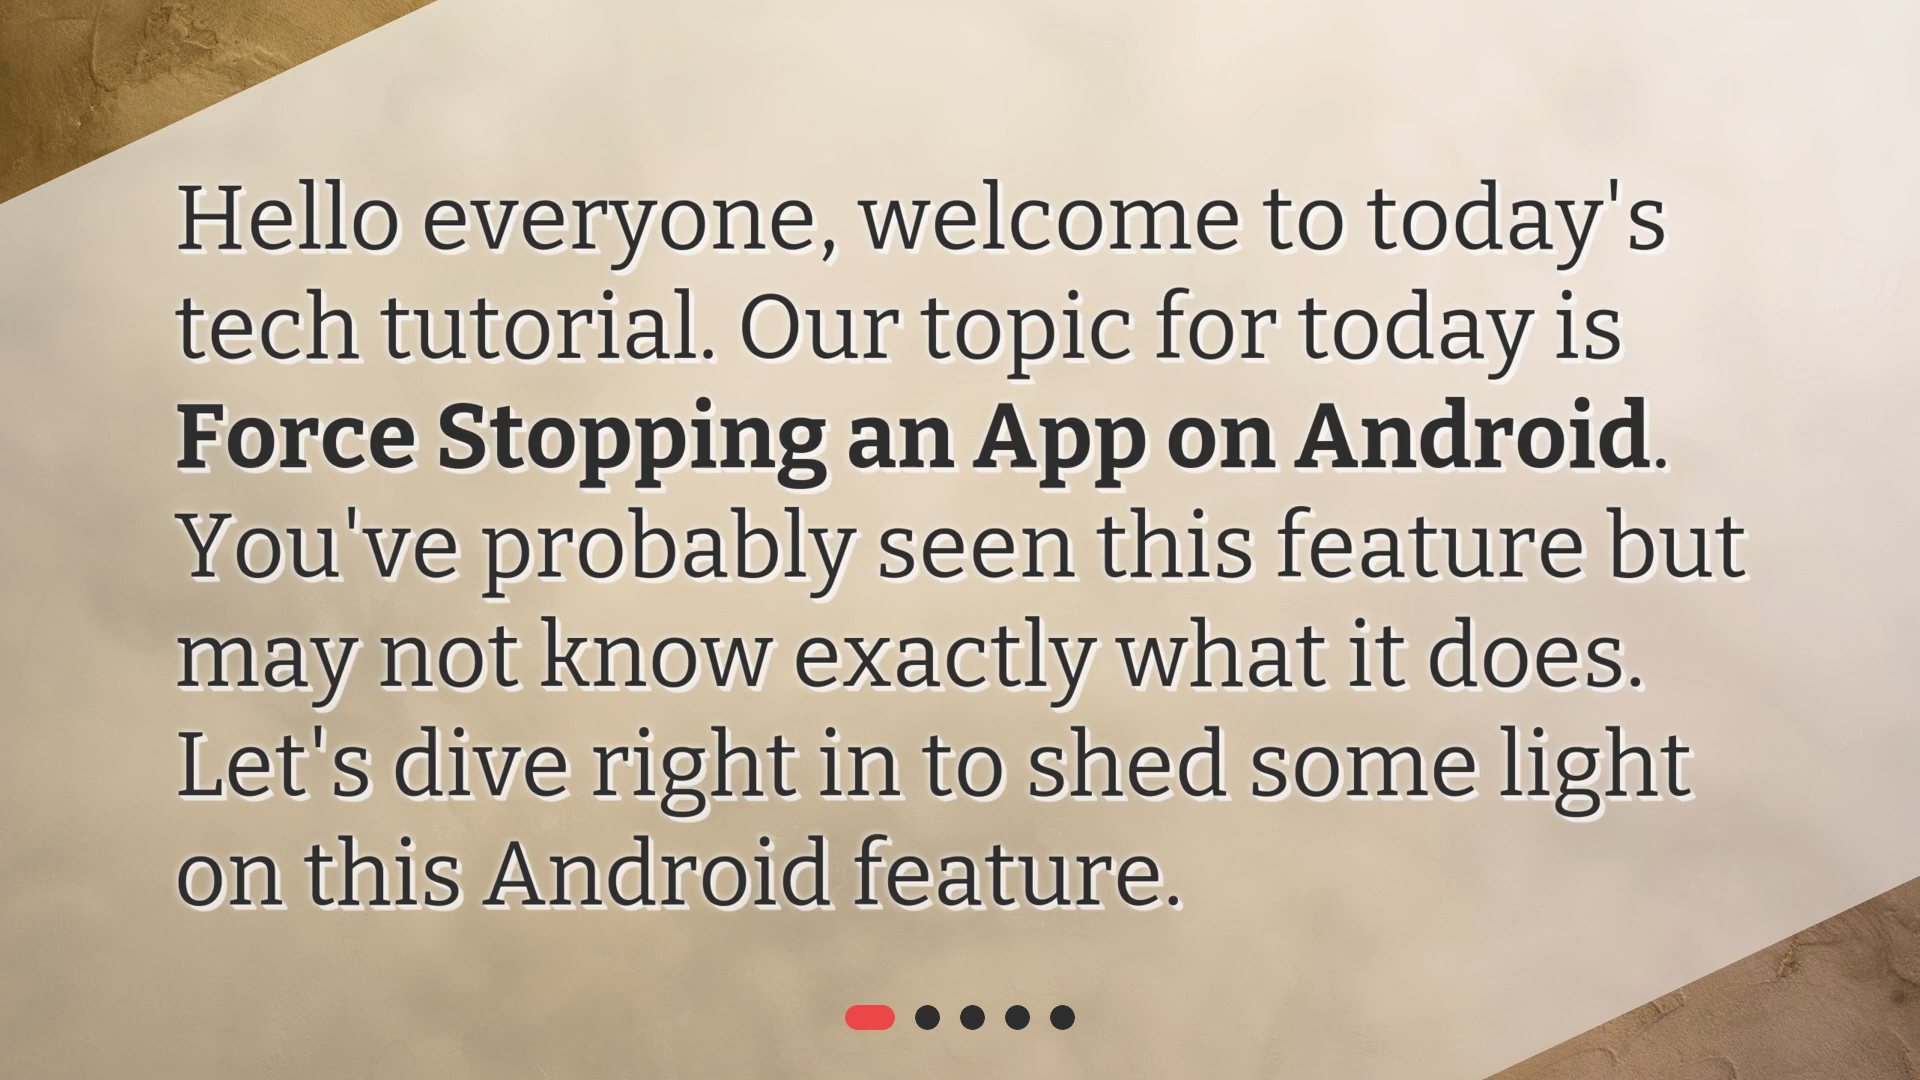 Hello everyone, welcome to today's
tech tutorial. Our topic for today is
Force Stopping an App on Android.
You've probably seen this feature but
may not know exactly what it does.
Let's dive right in to shed some light
on this Android feature.